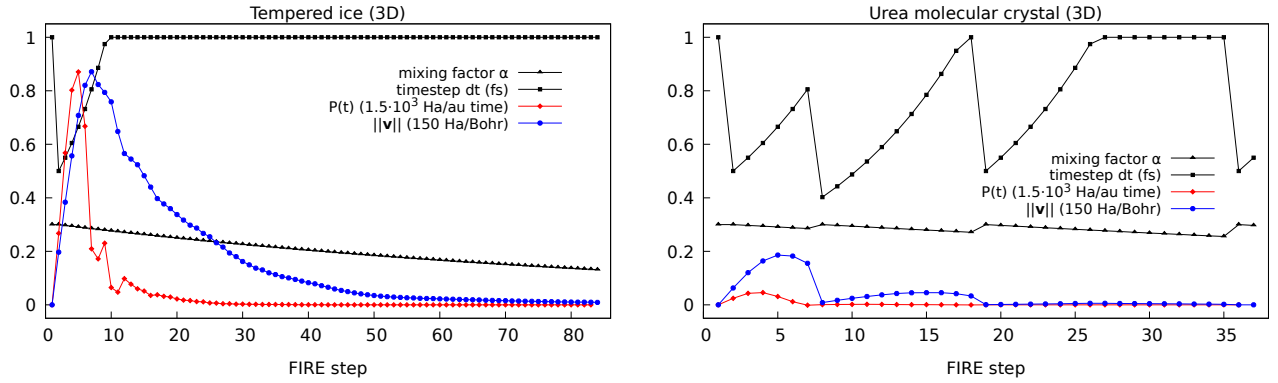 Tempered ice (3D)
1
0.8
0.6
0.4
0.2
0
mixing factor α
timestep dt (fs)
P(t) (1.5·10³ Ha/au time)
||v|| (150 Ha/Bohr)
0 10 20 30 40 50 60 70 80
FIRE step
Urea molecular crystal (3D)
1
0.8
0.6
0.4
0.2
0
mixing factor α
timestep dt (fs)
P(t) (1.5·10³ Ha/au time)
||v|| (150 Ha/Bohr)
0 5 10 15 20 25 30 35
FIRE step